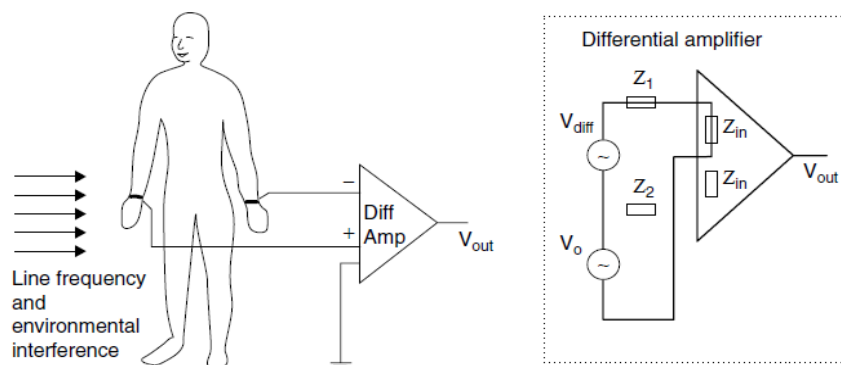 −
+
Diff
Amp
Vout
Line frequency
and
environmental
interference
Differential amplifier
Z1
Vdiff
~
Zin
Z2
Zin
Vout
Vo
~